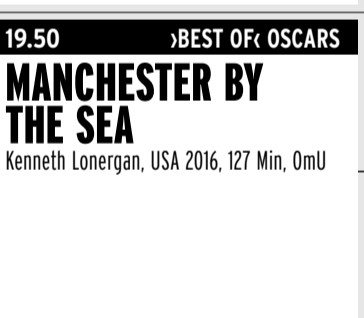 19.50 ›BEST OF‹ OSCARS
MANCHESTER BY
THE SEA
Kenneth Lonergan, USA 2016, 127 Min, OmU